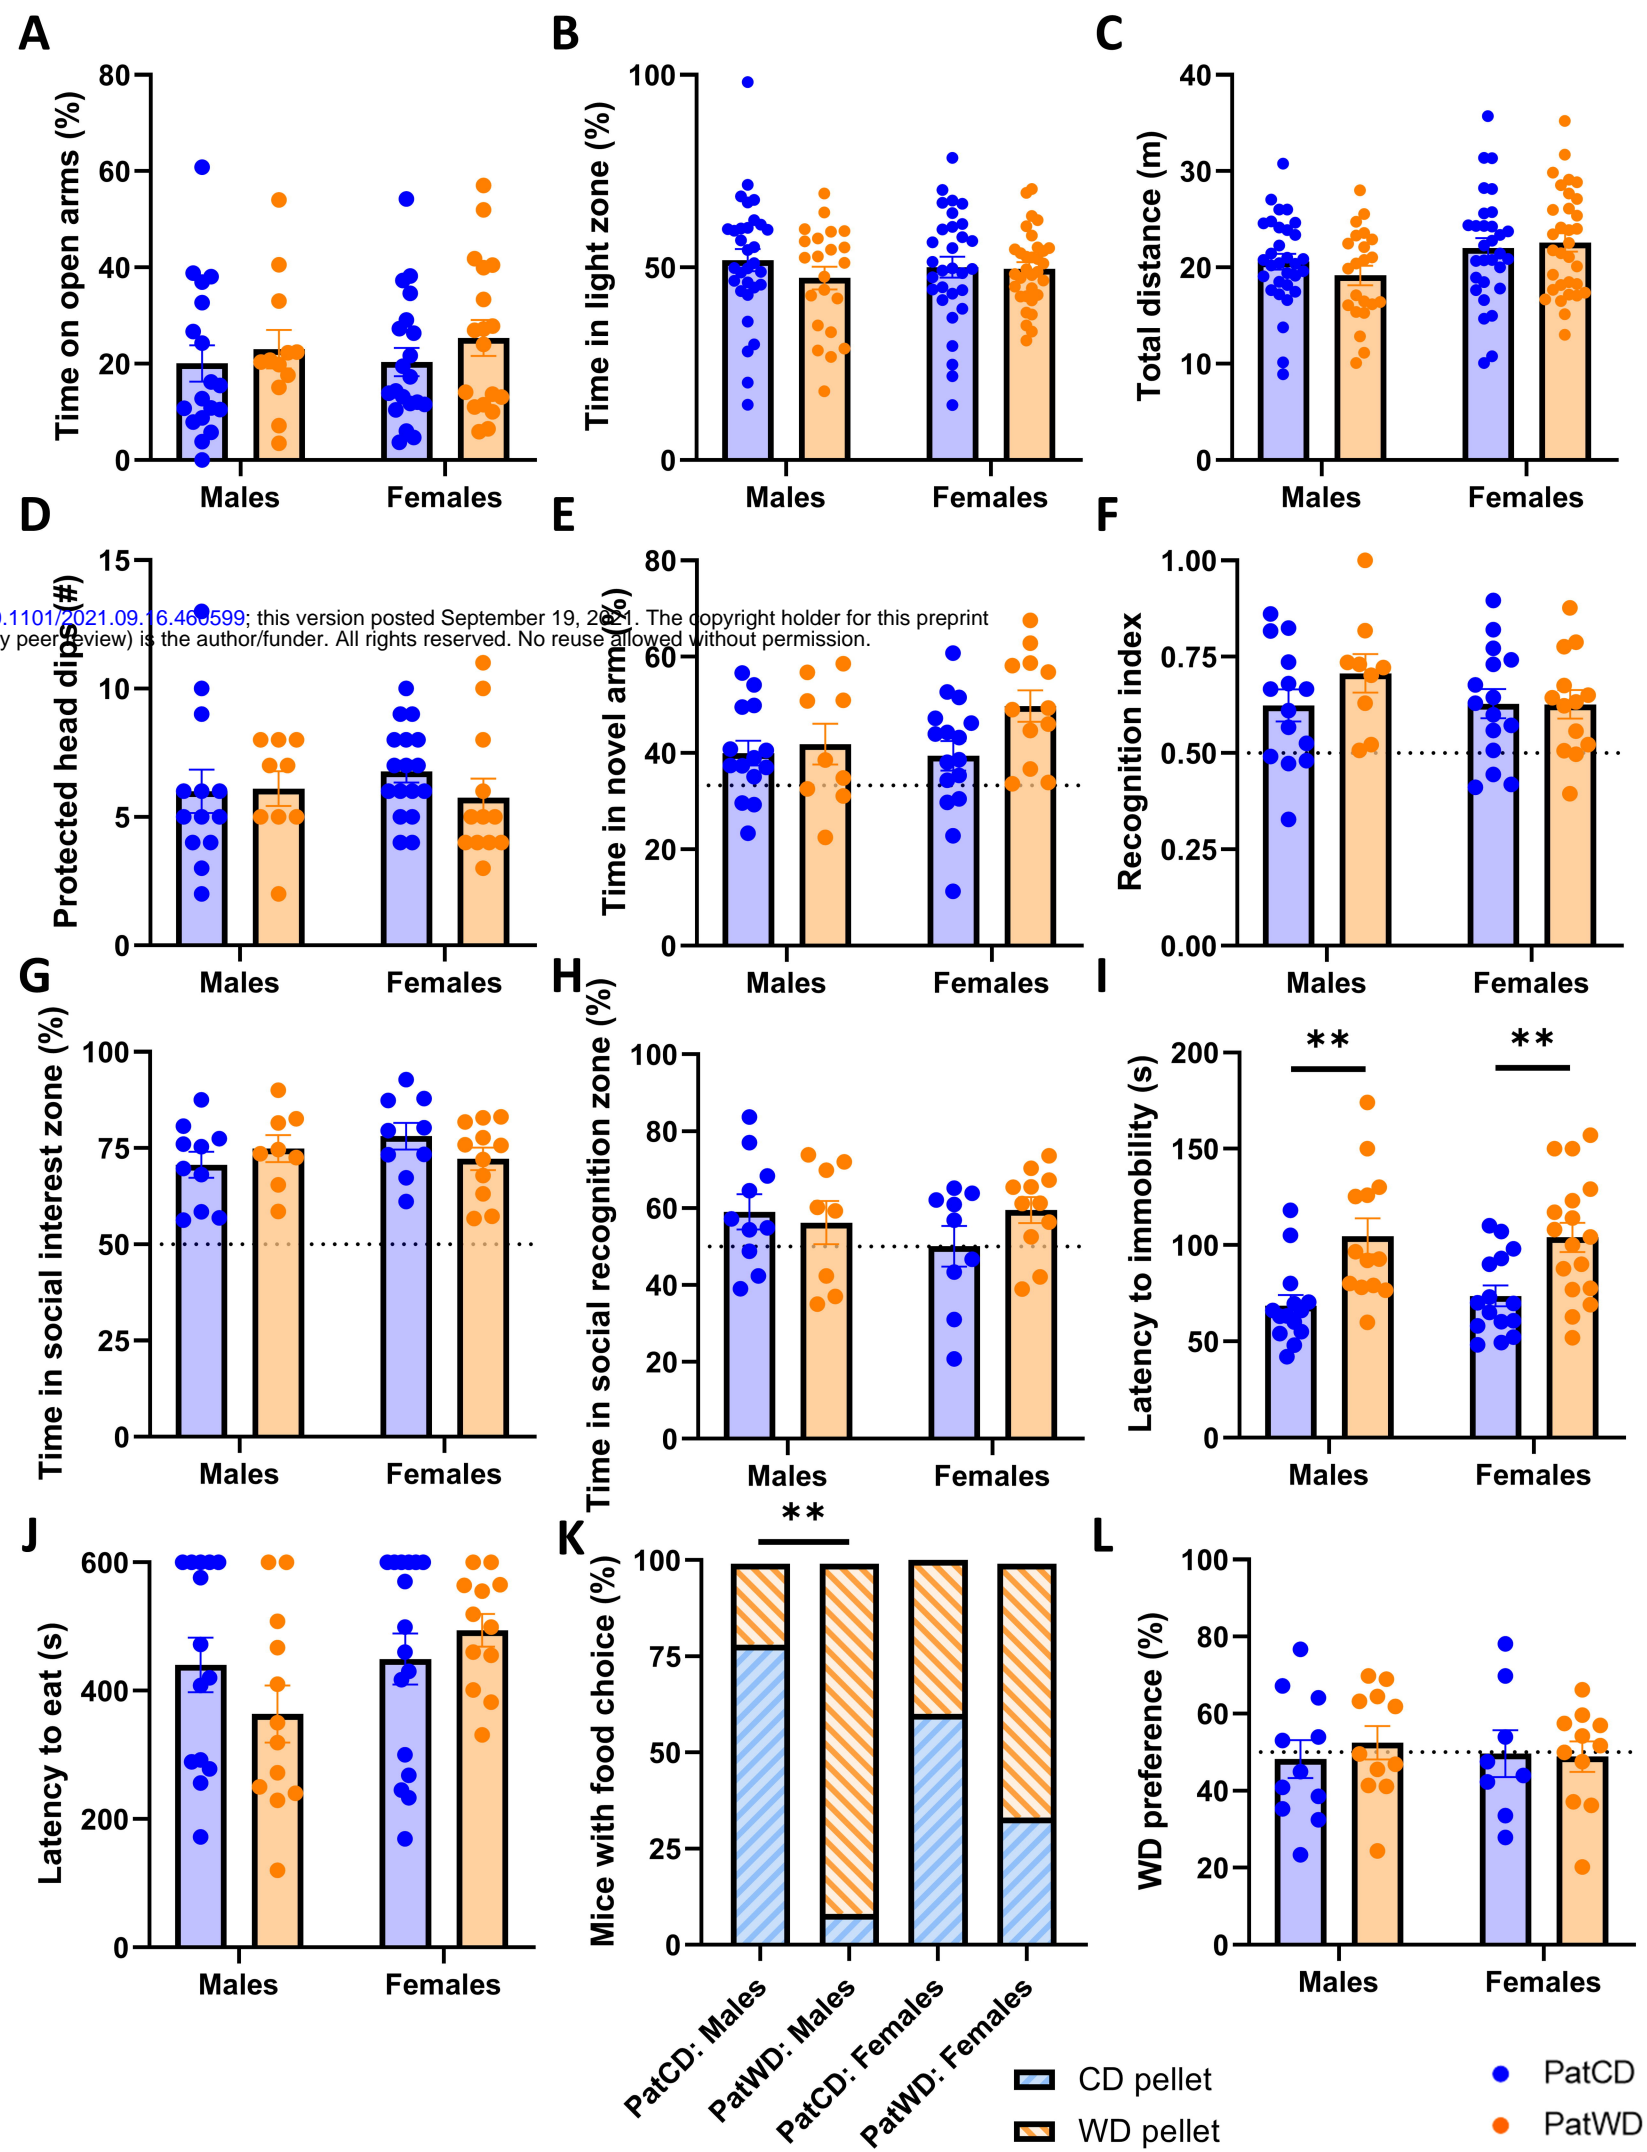 A
Time on open arms (%)
80
60
40
20
0
Males
Females
B
Time in light zone (%)
100
50
0
Males
Females
C
Total distance (m)
40
30
20
10
0
Males
Females
D
Protected head dips (#)
15
10
5
0
Males
Females
0.1101/2021.09.16.460599; this version posted September 19, 2021. The copyright holder for this preprint
y peer review) is the author/funder. All rights reserved. No reuse allowed without permission.
E
Time in novel arm (%)
80
60
40
20
0
Males
Females
F
Recognition index
1.00
0.75
0.50
0.25
0.00
Males
Females
G
Time in social interest zone (%)
100
75
50
25
0
Males
Females
H
Time in social recognition zone (%)
100
80
60
40
20
0
Males
Females
I
Latency to immobility (s)
200
150
100
50
0
**
**
Males
Females
J
Latency to eat (s)
600
400
200
0
Males
Females
K
Mice with food choice (%)
100
75
50
25
0
**
PatCD: Males
PatWD: Males
PatCD: Females
PatWD: Females
L
WD preference (%)
100
80
60
40
20
0
Males
Females
CD pellet
WD pellet
PatCD
PatWD